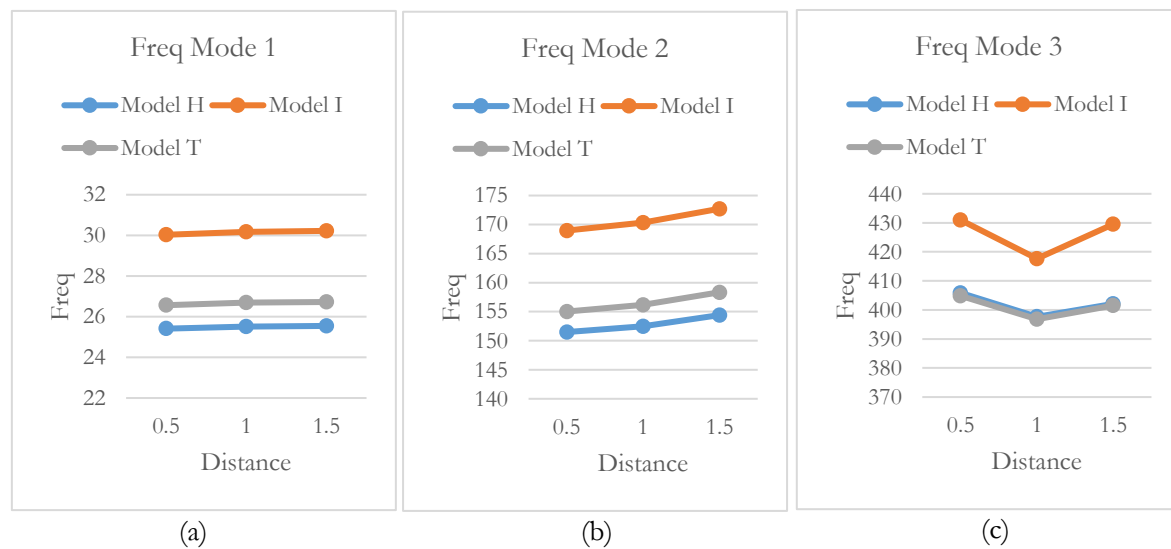 Freq Mode 1
Model H Model I
Model T
32
30
28
26
24
22
Freq
0.5 1 1.5
Distance
(a)
Freq Mode 2
Model H Model I
Model T
175
170
165
160
155
150
145
140
Freq
0.5 1 1.5
Distance
(b)
Freq Mode 3
Model H Model I
Model T
440
430
420
410
400
390
380
370
Freq
0.5 1 1.5
Distance
(c)